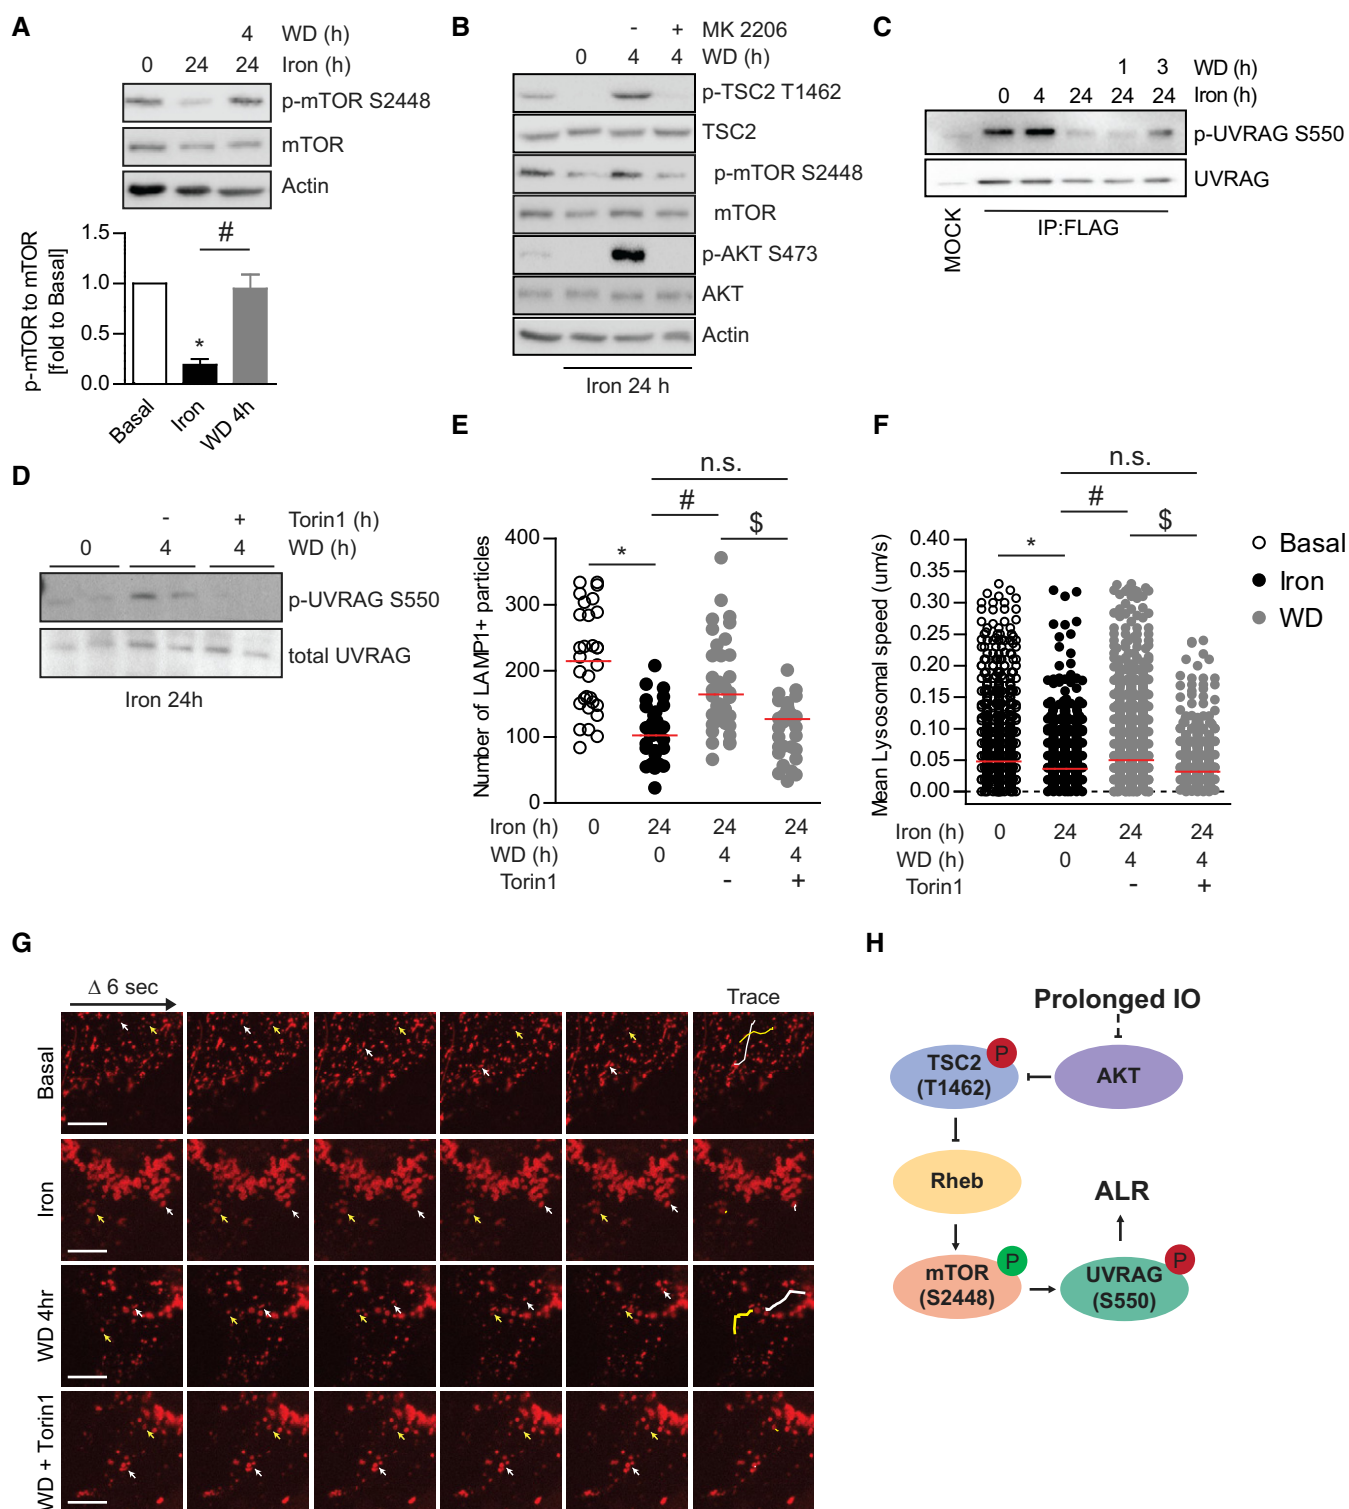 A
4 WD (h)
0 24 24 Iron (h)
p-mTOR S2448
mTOR
Actin
p-mTOR to mTOR
[fold to Basal]
1.5
1.0
0.5
0.0
#
*
Basal
Iron
WD 4h
B
- + MK 2206
0 4 4 WD (h)
p-TSC2 T1462
TSC2
p-mTOR S2448
mTOR
p-AKT S473
AKT
Actin
Iron 24 h
C
1 3 WD (h)
0 4 24 24 24 Iron (h)
p-UVRAG S550
UVRAG
MOCK
IP:FLAG
D
- + Torin1 (h)
0 4 4 WD (h)
p-UVRAG S550
total UVRAG
Iron 24h
E
n.s.
#
$
*
Number of LAMP1+ particles
400
300
200
100
0
Iron (h) 0 24 24 24
WD (h) 0 4 4
Torin1 - +
F
n.s.
#
$
*
Mean Lysosomal speed (um/s)
0.40
0.35
0.30
0.25
0.20
0.15
0.10
0.05
0.00
Iron (h) 0 24 24 24
WD (h) 0 4 4
Torin1 - +
Basal
Iron
WD
G
Δ 6 sec
Trace
Basal
Iron
WD 4hr
WD + Torin1
H
Prolonged IO
TSC2
(T1462)
P
AKT
Rheb
ALR
mTOR
(S2448)
P
UVRAG
(S550)
P